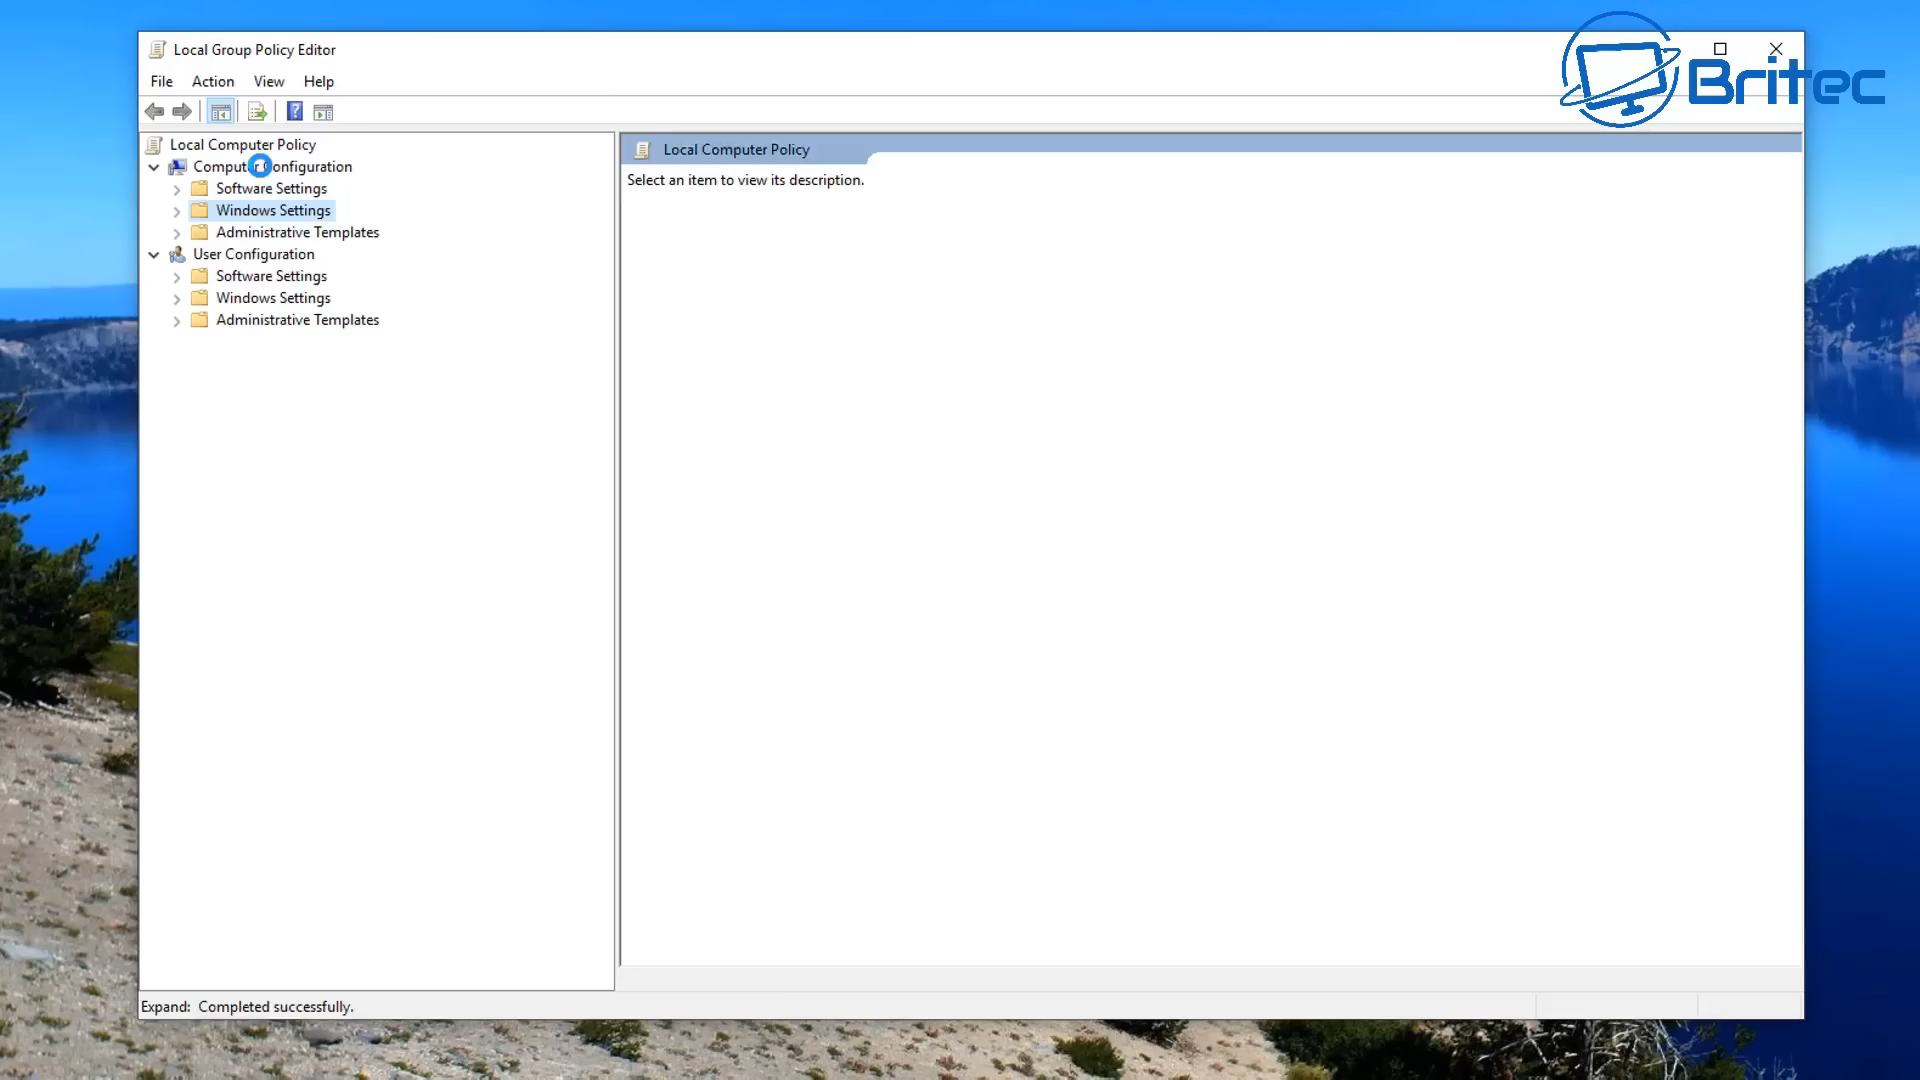 Local Group Policy Editor
Britec
File Action View Help
Local Computer Policy
Computer Configuration
Software Settings
Windows Settings
Administrative Templates
User Configuration
Software Settings
Windows Settings
Administrative Templates
Local Computer Policy
Select an item to view its description.
Expand: Completed successfully.